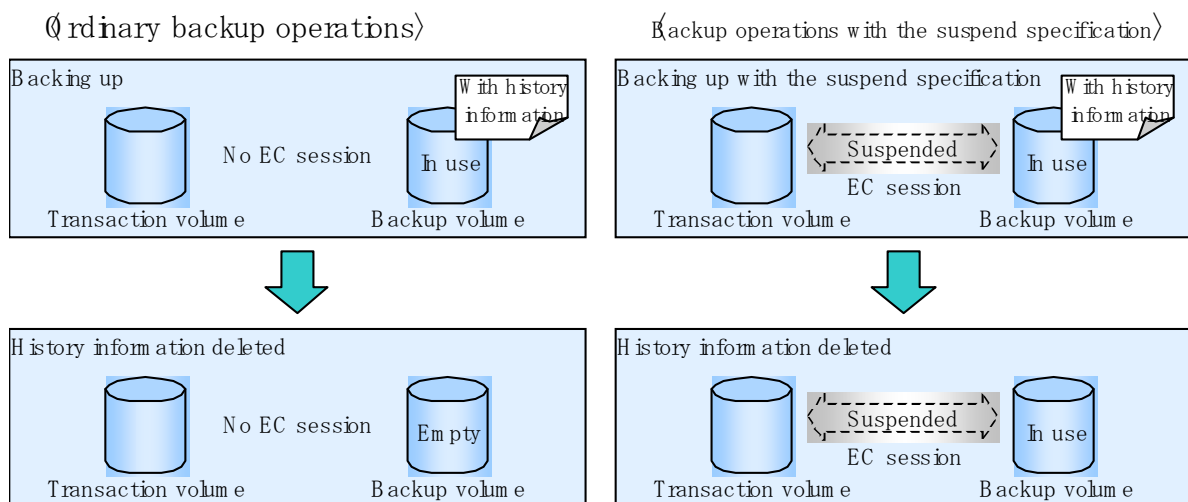 〈Ordinary backup operations〉
Backing up
With history
information
No EC session
In use
Transaction volume
Backup volume
History information deleted
No EC session
Empty
Transaction volume
Backup volume
〈Backup operations with the suspend specification〉
Backing up with the suspend specification
With history
information
Suspended
In use
EC session
Transaction volume
Backup volume
History information deleted
Suspended
In use
EC session
Transaction volume
Backup volume